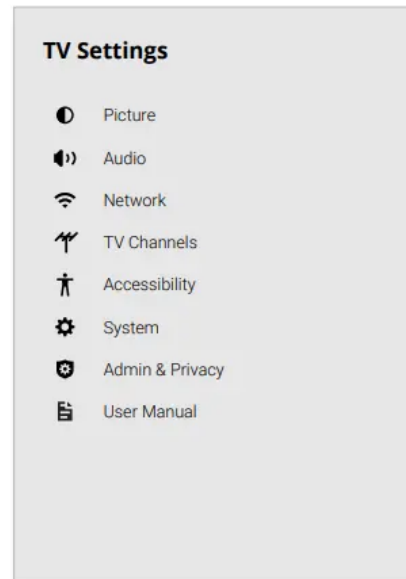 TV Settings
Picture
Audio
Network
TV Channels
Accessibility
System
Admin & Privacy
User Manual